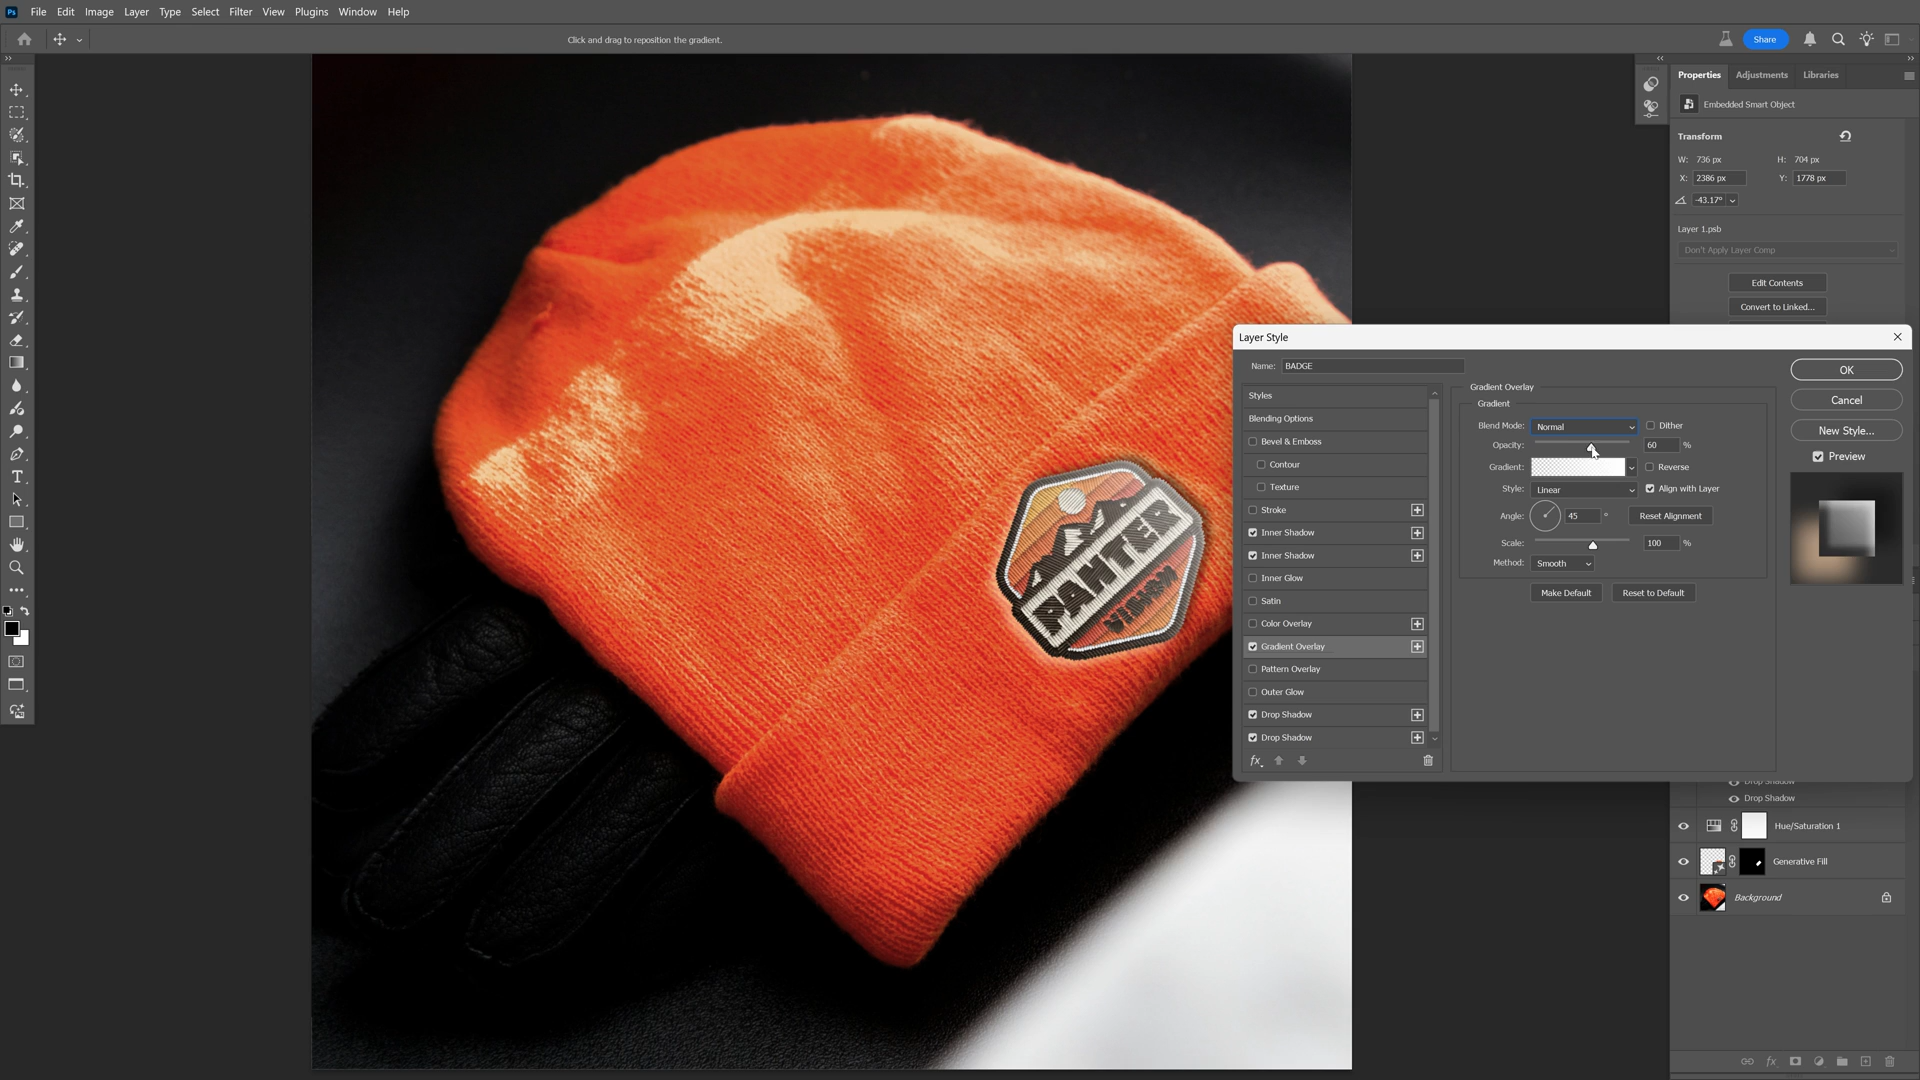 Ps File Edit Image Layer Type Select Filter View Plugins Window Help
Click and drag to reposition the gradient.
Share
Properties Adjustments Libraries
Embedded Smart Object
Transform
W: 736 px H: 704 px
X: 2386 px Y: 1778 px
-43.17°
Layer 1.psb
Don't Apply Layer Comp
Edit Contents
Convert to Linked...
Layer Style
Name: BADGE
OK
Cancel
New Style...
Preview
Styles
Blending Options
Bevel & Emboss
Contour
Texture
Stroke
Inner Shadow
Inner Shadow
Inner Glow
Satin
Color Overlay
Gradient Overlay
Pattern Overlay
Outer Glow
Drop Shadow
Drop Shadow
fx
Gradient Overlay
Gradient
Blend Mode: Normal Dither
Opacity: 60 %
Gradient: Reverse
Style: Linear Align with Layer
Angle: 45 ° Reset Alignment
Scale: 100 %
Method: Smooth
Make Default Reset to Default
PANTER
Drop Shadow
Drop Shadow
Hue/Saturation 1
Generative Fill
Background
fx